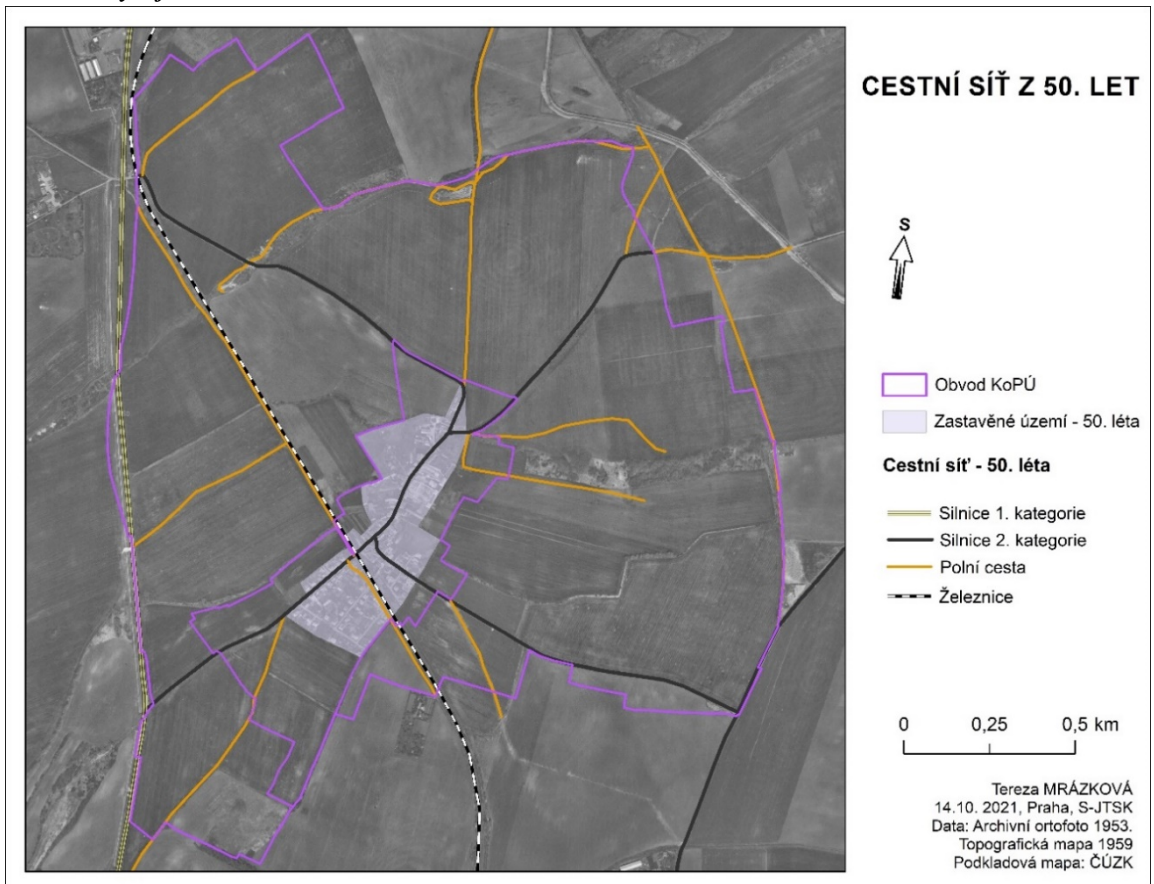 CESTNÍ SÍŤ Z 50. LET
S
Obvod KoPÚ
Zastavěné území - 50. léta
Cestní síť - 50. léta
Silnice 1. kategorie
Silnice 2. kategorie
Polní cesta
Železnice
0 0,25 0,5 km
Tereza MRÁZKOVÁ
14.10. 2021, Praha, S-JTSK
Data: Archivní ortofoto 1953.
Topografická mapa 1959
Podkladová mapa: ČÚZK